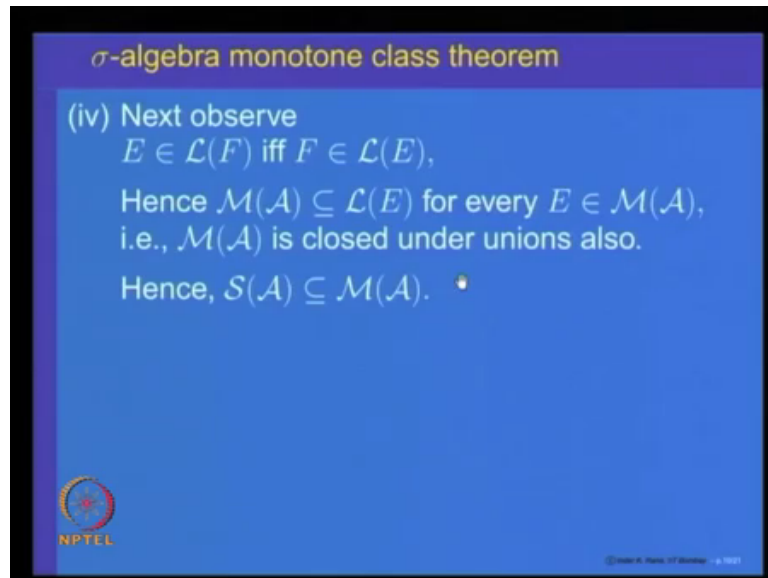 σ-algebra monotone class theorem
(iv) Next observe
E ∈ 𝓛(F) iff F ∈ 𝓛(E),
Hence 𝓜(𝓐) ⊆ 𝓛(E) for every E ∈ 𝓜(𝓐),
i.e., 𝓜(𝓐) is closed under unions also.
Hence, 𝓢(𝓐) ⊆ 𝓜(𝓐).
NPTEL